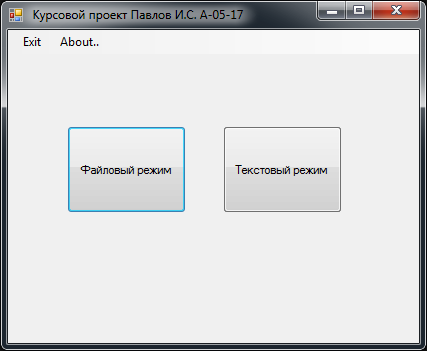 Курсовой проект Павлов И.С. А-05-17
Exit About..
Файловый режим Текстовый режим